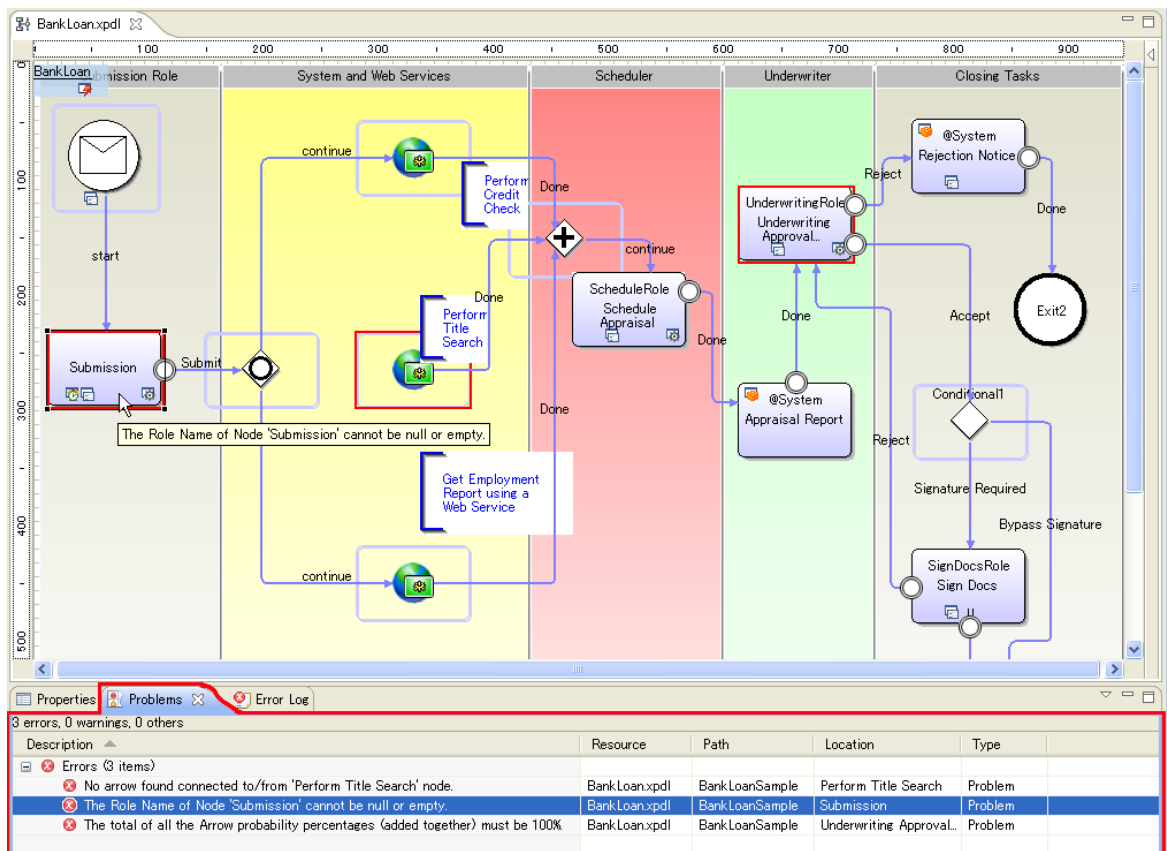 BankLoan.xpdl
100 200 300 400 500 600 700 800 900
0
100
200
300
400
500
BankLoan
bmission Role
System and Web Services
Scheduler
Underwriter
Closing Tasks
start
Submission
Submit
The Role Name of Node 'Submission' cannot be null or empty.
continue
Perform
Credit
Check
Done
Perform
Title
Search
Done
Get Employment
Report using a
Web Service
Done
continue
continue
ScheduleRole
Schedule
Appraisal
Done
UnderwritingRole
Underwriting
Approval...
Done
@System
Appraisal Report
Reject
@System
Rejection Notice
Done
Exit2
Accept
Reject
Conditional1
Signature Required
Bypass Signature
SignDocsRole
Sign Docs
Properties
Problems
Error Log
3 errors, 0 warnings, 0 others
Description Resource Path Location Type
Errors (3 items)
No arrow found connected to/from 'Perform Title Search' node. BankLoan.xpdl BankLoanSample Perform Title Search Problem
The Role Name of Node 'Submission' cannot be null or empty. BankLoan.xpdl BankLoanSample Submission Problem
The total of all the Arrow probability percentages (added together) must be 100% BankLoan.xpdl BankLoanSample Underwriting Approval... Problem